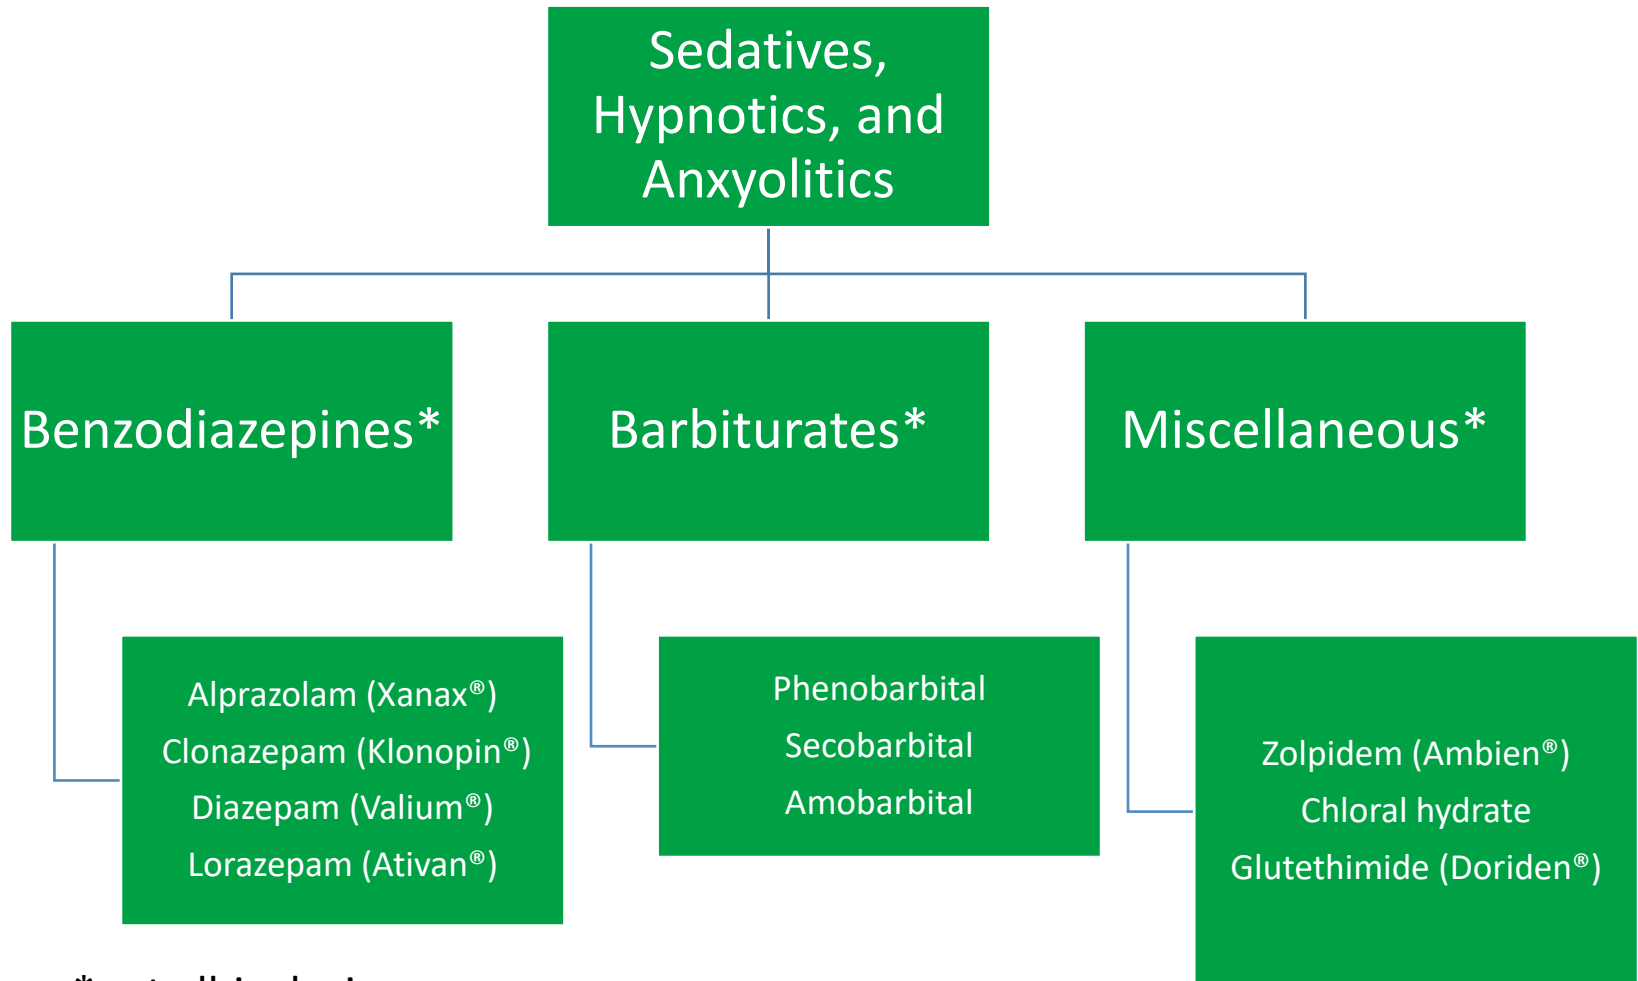 Sedatives,
Hypnotics, and
Anxyolitics
Benzodiazepines*
Barbiturates*
Miscellaneous*
Alprazolam (Xanax®)
Clonazepam (Klonopin®)
Diazepam (Valium®)
Lorazepam (Ativan®)
Phenobarbital
Secobarbital
Amobarbital
Zolpidem (Ambien®)
Chloral hydrate
Glutethimide (Doriden®)